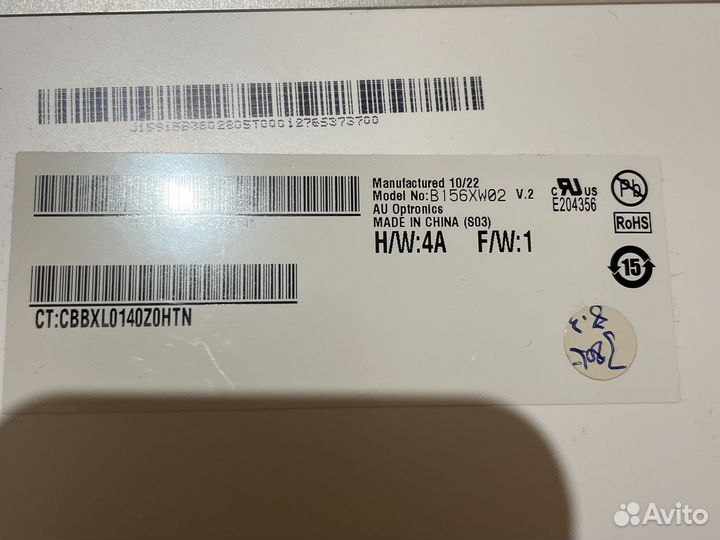 Manufactured 10/22
Model No:B156XW02 V.2
AU Optronics
MADE IN CHINA (S03)
H/W:4A F/W:1
c RU US
E204356
Pb
RoHS
15
CT:CBBXL0140Z0HTN
Avito